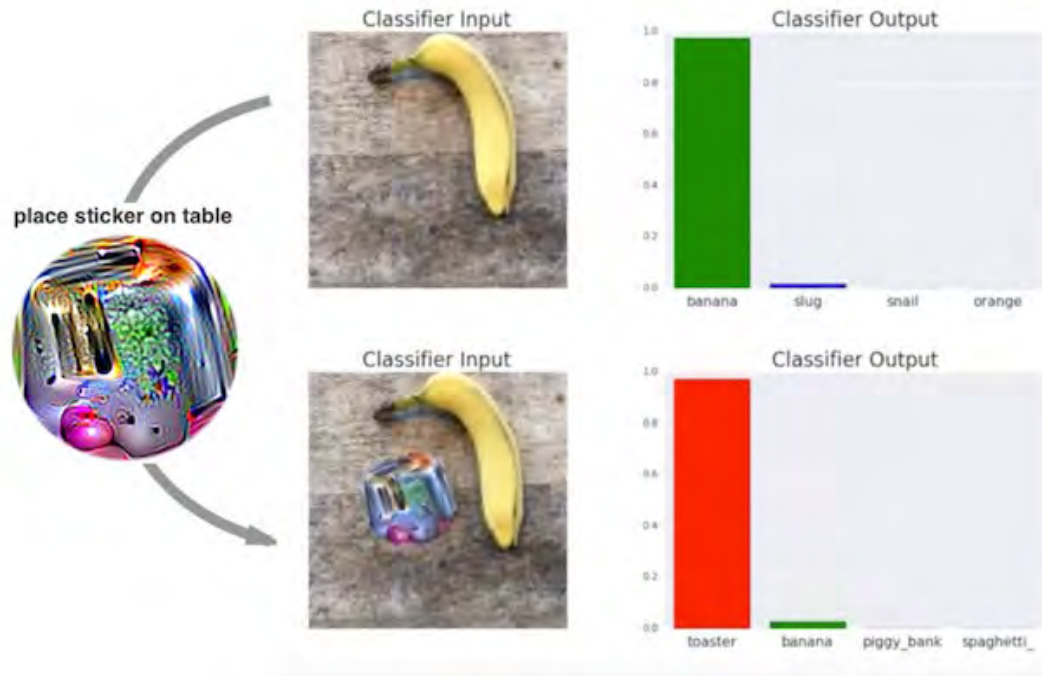 Classifier Input
Classifier Output
1.0
0.8
0.6
0.4
0.2
0.0
banana slug snail orange
place sticker on table
Classifier Input
Classifier Output
1.0
0.8
0.6
0.4
0.2
0.0
toaster banana piggy_bank spaghetti_